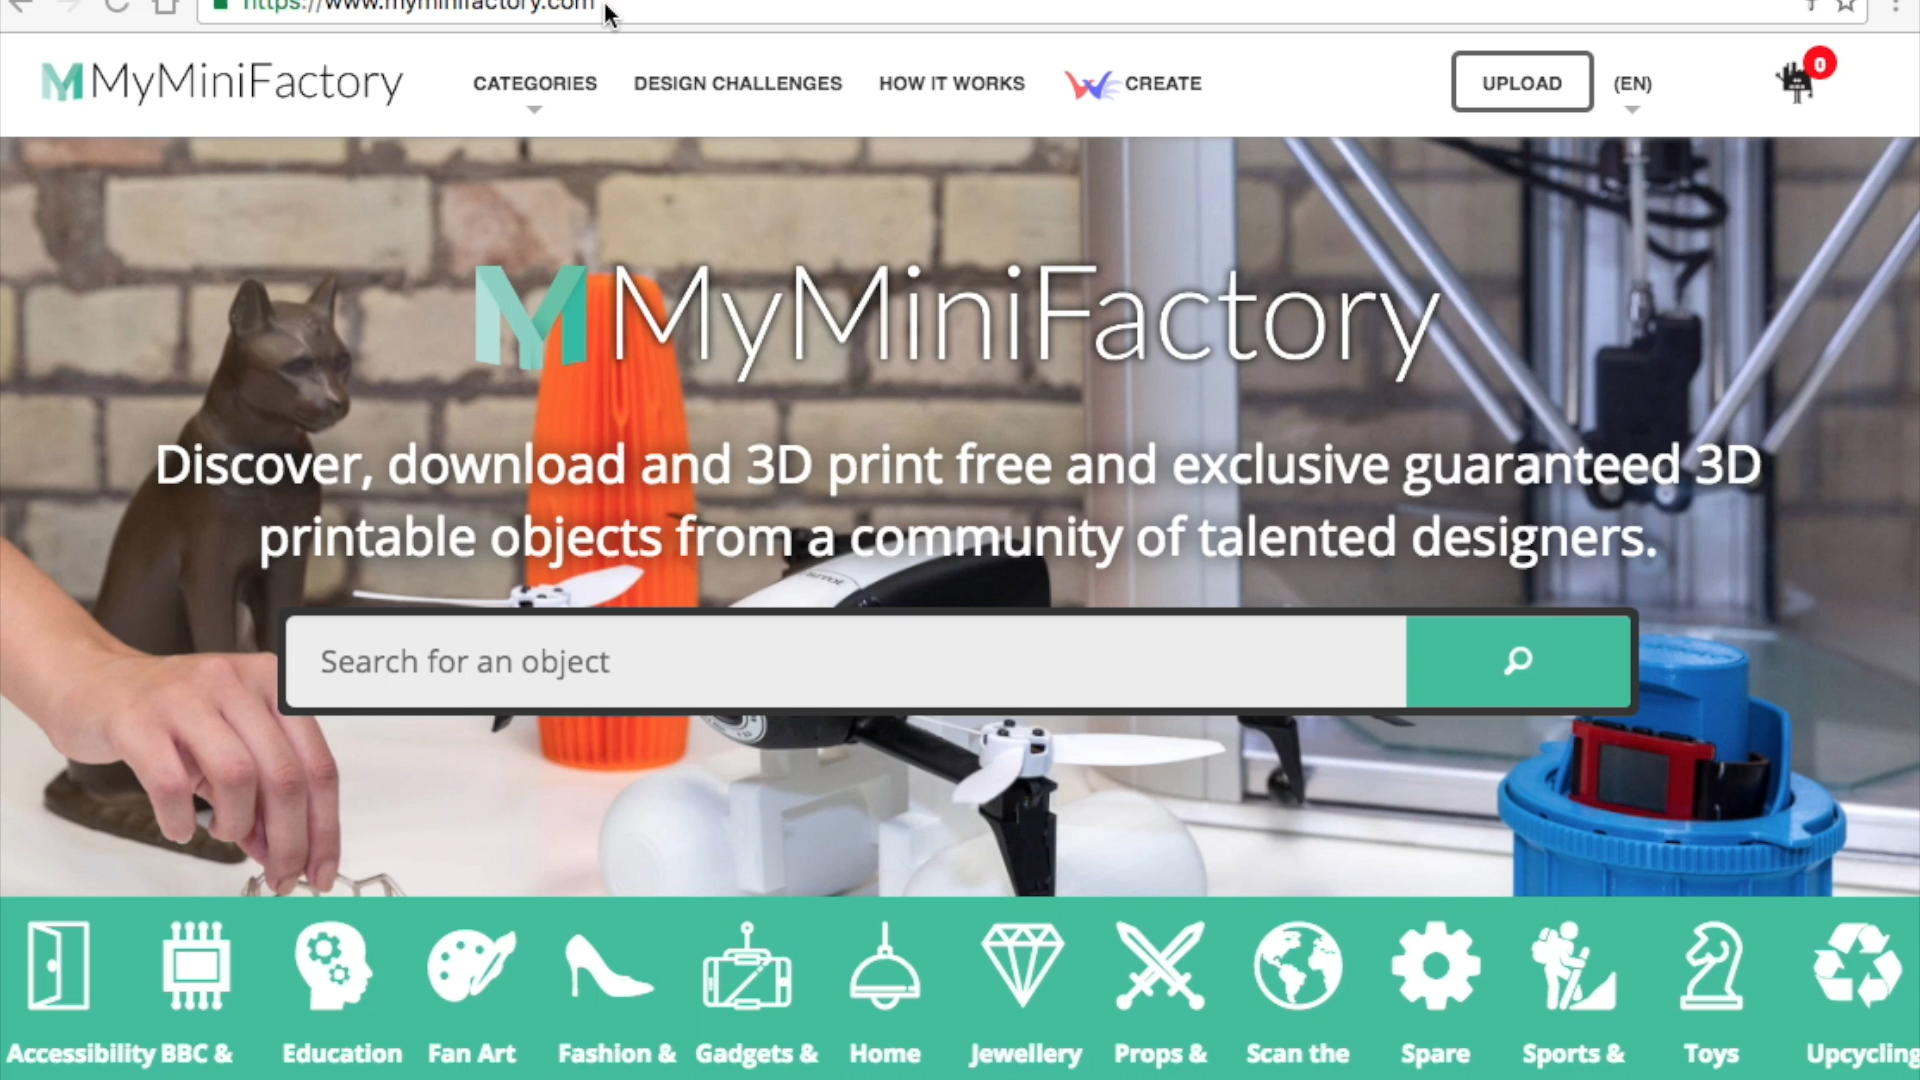 https://www.myminifactory.com
MyMiniFactory CATEGORIES DESIGN CHALLENGES HOW IT WORKS CREATE UPLOAD (EN) 0
MyMiniFactory
Discover, download and 3D print free and exclusive guaranteed 3D
printable objects from a community of talented designers.
Search for an object
Accessibility BBC & Education Fan Art Fashion & Gadgets & Home Jewellery Props & Scan the Spare Sports & Toys Upcycling